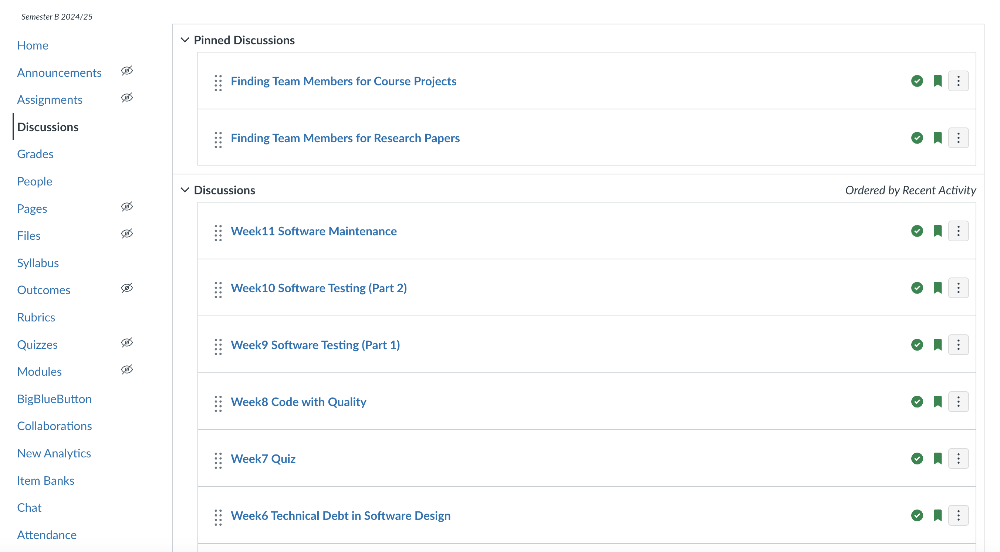 Semester B 2024/25
Home
Announcements
Assignments
Discussions
Grades
People
Pages
Files
Syllabus
Outcomes
Rubrics
Quizzes
Modules
BigBlueButton
Collaborations
New Analytics
Item Banks
Chat
Attendance
Pinned Discussions
Finding Team Members for Course Projects
Finding Team Members for Research Papers
Discussions
Ordered by Recent Activity
Week11 Software Maintenance
Week10 Software Testing (Part 2)
Week9 Software Testing (Part 1)
Week8 Code with Quality
Week7 Quiz
Week6 Technical Debt in Software Design